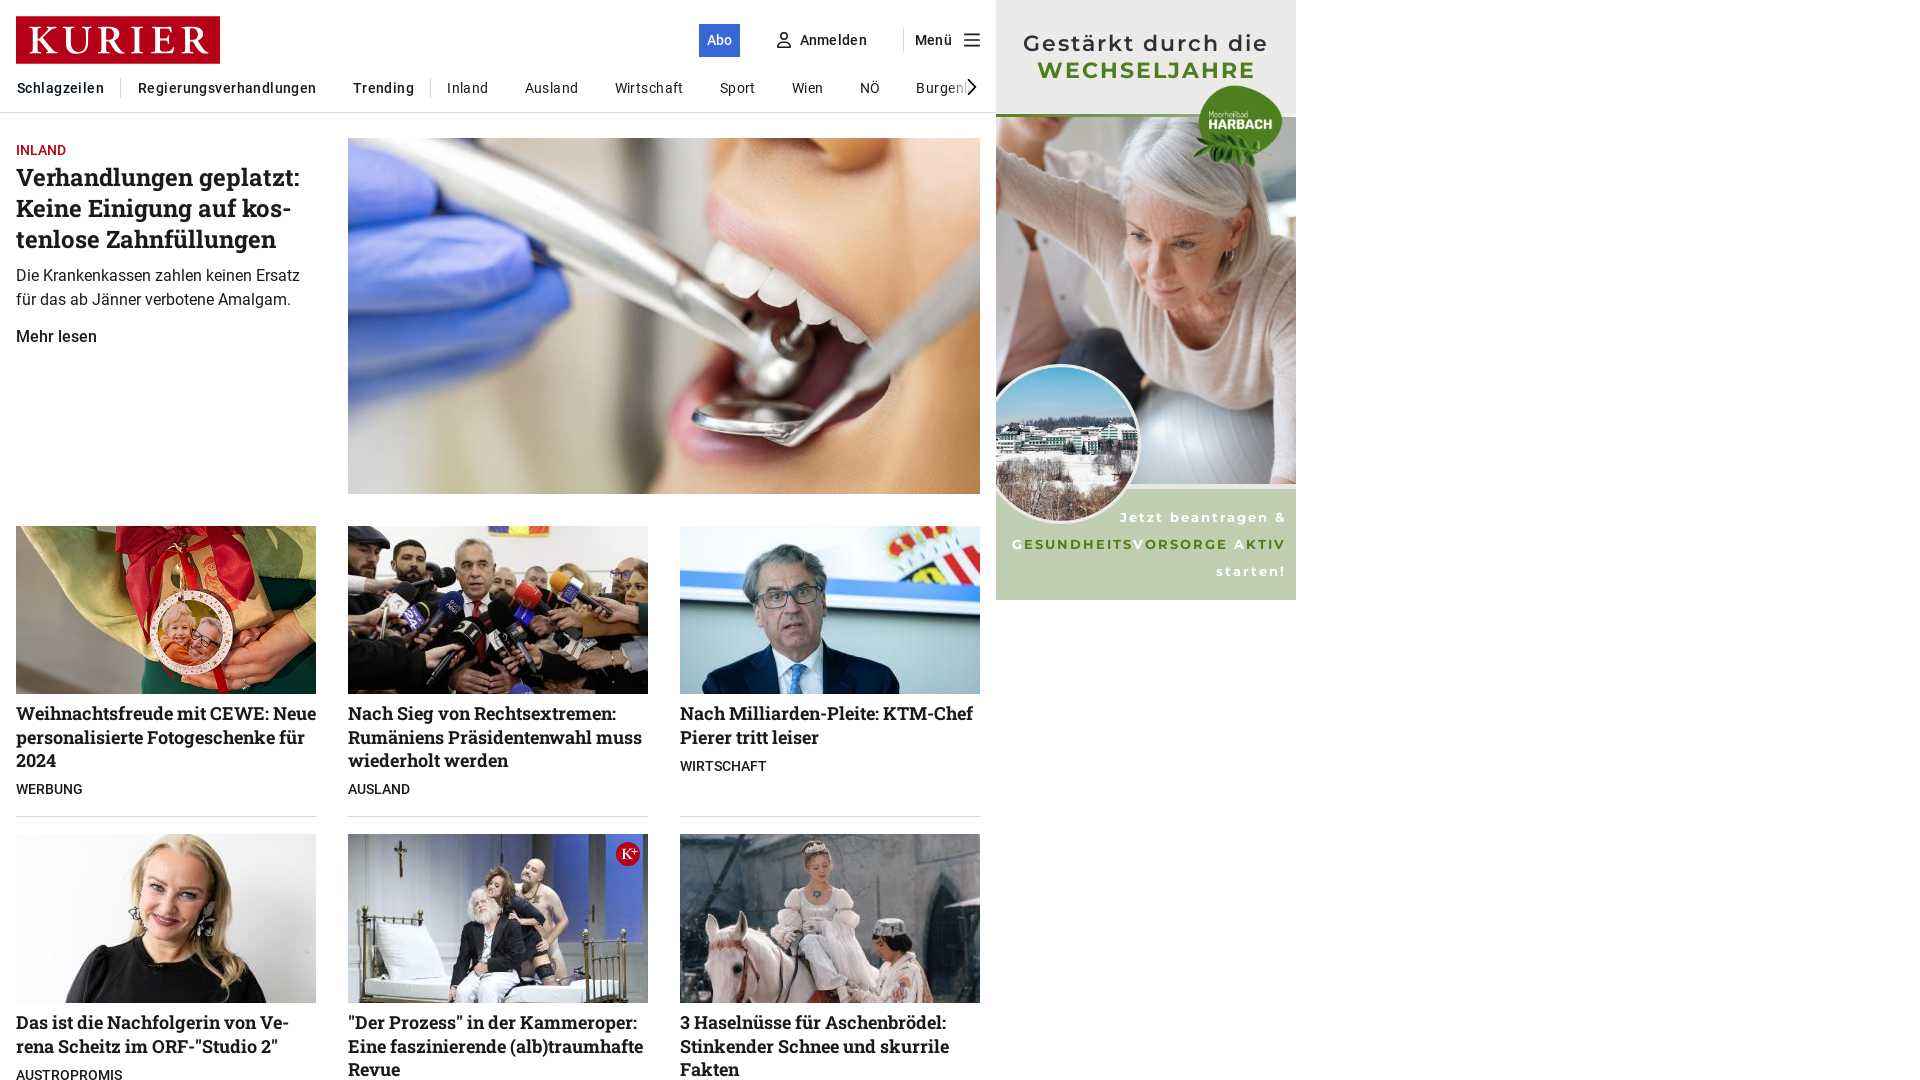 KURIER
Abo
Anmelden
Menü
Schlagzeilen
Regierungsverhandlungen
Trending
Inland
Ausland
Wirtschaft
Sport
Wien
NÖ
INLAND
Verhandlungen geplatzt:
Keine Einigung auf kos-
tenlose Zahnfüllungen
Die Krankenkassen zahlen keinen Ersatz
für das ab Jänner verbotene Amalgam.
Mehr lesen
Weihnachtsfreude mit CEWE: Neue
personalisierte Fotogeschenke für
2024
WERBUNG
Nach Sieg von Rechtsextremen:
Rumäniens Präsidentenwahl muss
wiederholt werden
AUSLAND
Nach Milliarden-Pleite: KTM-Chef
Pierer tritt leiser
WIRTSCHAFT
K+
Das ist die Nachfolgerin von Ve-
rena Scheitz im ORF-"Studio 2"
AUSTROPROMIS
"Der Prozess" in der Kammeroper:
Eine faszinierende (alb)traumhafte
Revue
3 Haselnüsse für Aschenbrödel:
Stinkender Schnee und skurrile
Fakten
Gestärkt durch die
WECHSELJAHRE
Moorheilbad
HARBACH
Jetzt beantragen &
GESUNDHEITSVORSORGE AKTIV
starten!